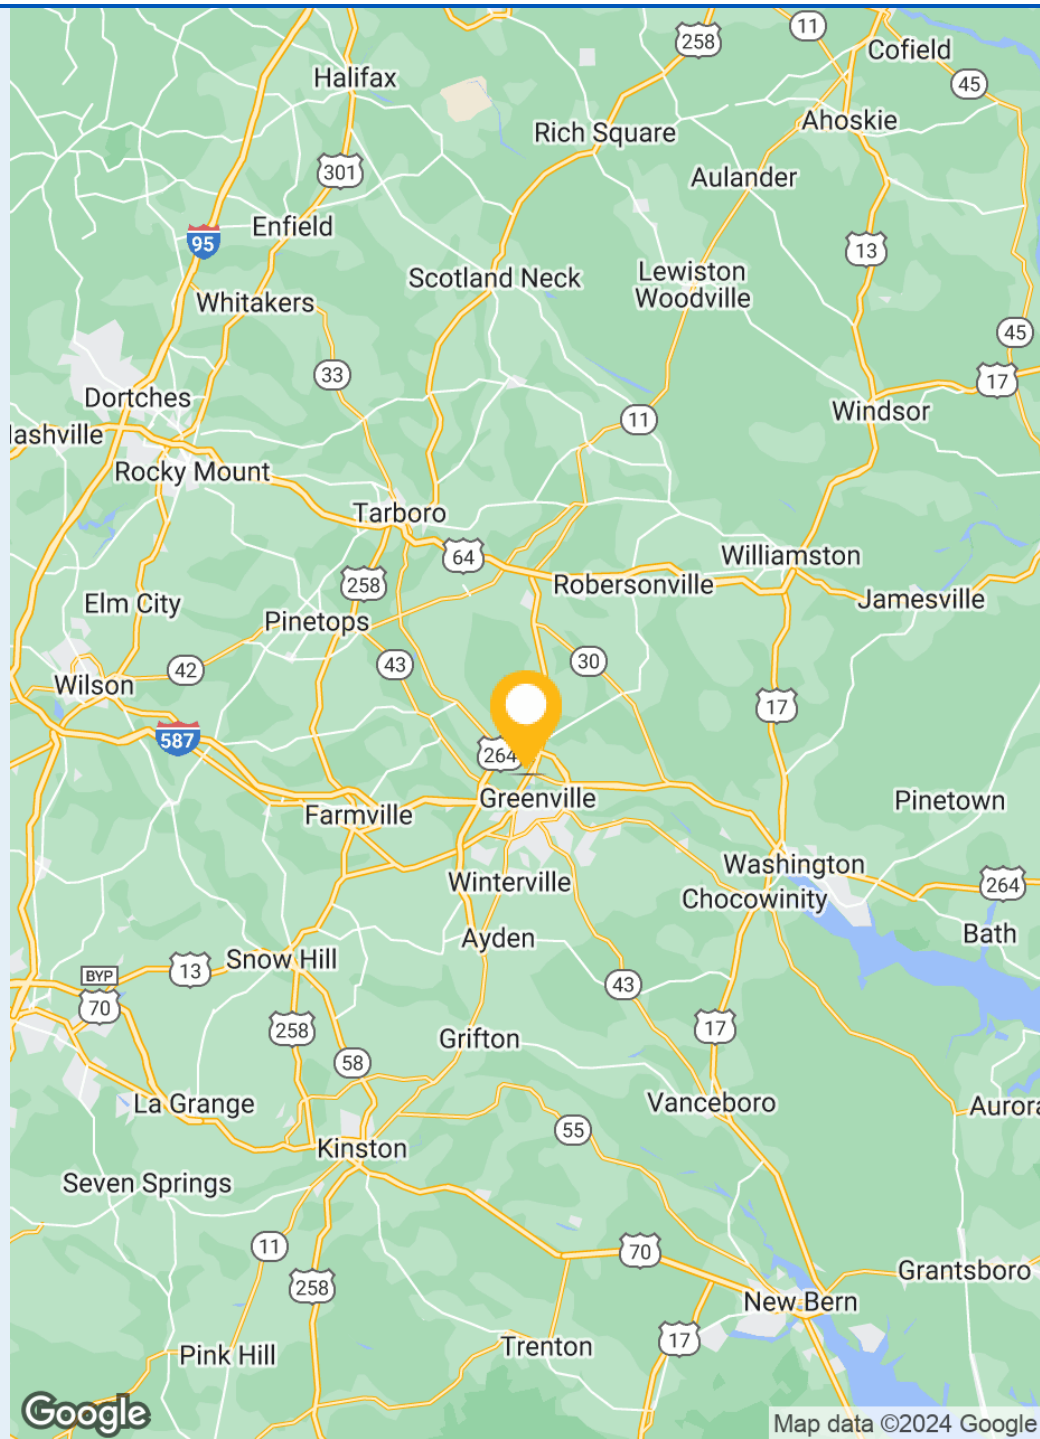 11
258
Cofield
Halifax
45
Ahoskie
Rich Square
301
Aulander
Enfield
95
13
Scotland Neck
Lewiston
Woodville
Whitakers
45
33
17
Dortches
Windsor
11
lashville
Rocky Mount
Tarboro
64
Williamston
258
Robersonville
Elm City
Jamesville
Pinetops
43
30
42
Wilson
17
587
264
Greenville
Pinetown
Farmville
Washington
Winterville
264
Chocowinity
Ayden
Bath
Snow Hill
13
BYP
70
43
258
17
Grifton
58
La Grange
Vanceboro
Aurora
55
Kinston
Seven Springs
11
70
Grantsboro
258
New Bern
17
Trenton
Pink Hill
Google
Map data ©2024 Google